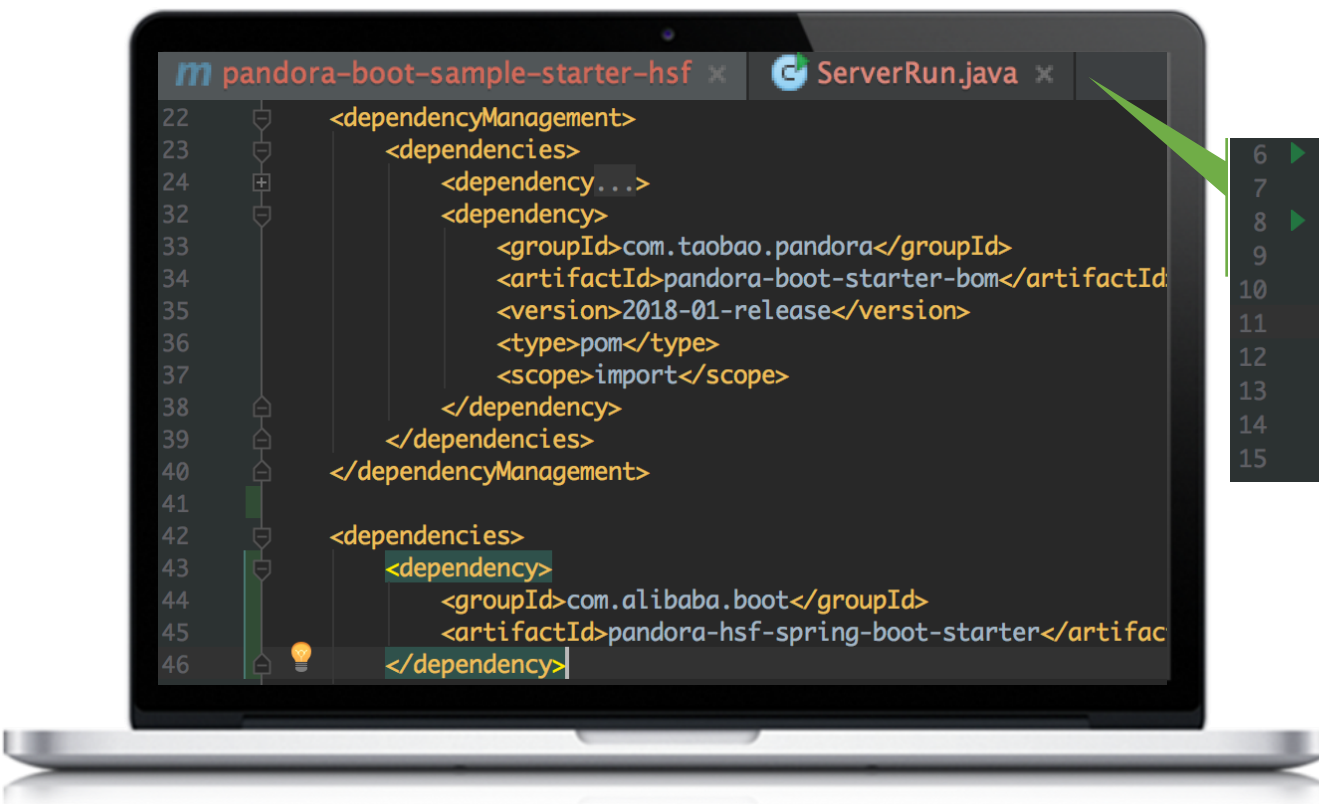 m pandora-boot-sample-starter-hsf × C ServerRun.java ×
22 <dependencyManagement>
23 <dependencies>
24 <dependency...>
32 <dependency>
33 <groupId>com.taobao.pandora</groupId>
34 <artifactId>pandora-boot-starter-bom</artifactId>
35 <version>2018-01-release</version>
36 <type>pom</type>
37 <scope>import</scope>
38 </dependency>
39 </dependencies>
40 </dependencyManagement>
41
42 <dependencies>
43 <dependency>
44 <groupId>com.alibaba.boot</groupId>
45 <artifactId>pandora-hsf-spring-boot-starter</artifac
46 </dependency>
6
7
8
9
10
11
12
13
14
15